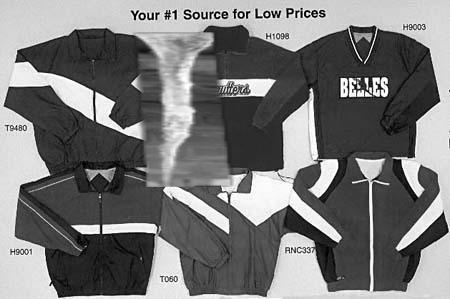 Your #1 Source for Low Prices
H1098
H9003
BELLES
T9480
H9001
T060
RNC337